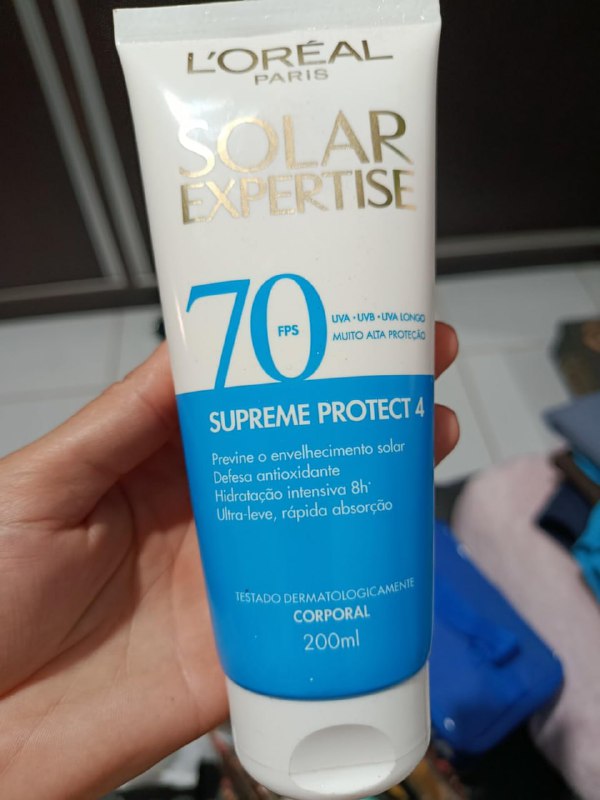 L'ORÉAL
PARIS
SOLAR
EXPERTISE
70 FPS
UVA • UVB • UVA LONGO
MUITO ALTA PROTEÇÃO
SUPREME PROTECT 4
Previne o envelhecimento solar
Defesa antioxidante
Hidratação intensiva 8h*
Ultra-leve, rápida absorção
TESTADO DERMATOLOGICAMENTE
CORPORAL
200ml